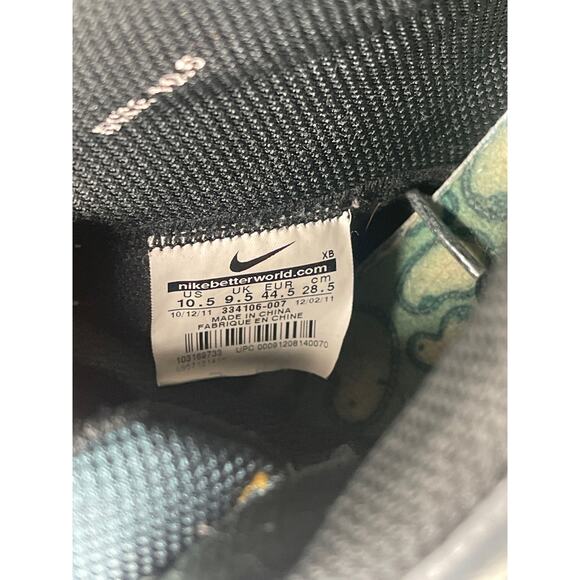 XB
nikebetterworld.com
US UK EUR cm
10.5 9.5 44.5 28.5
10/12/11 334106-007 12/02/11
MADE IN CHINA
FABRIQUE EN CHINE
103169733 UPC 00091208140070